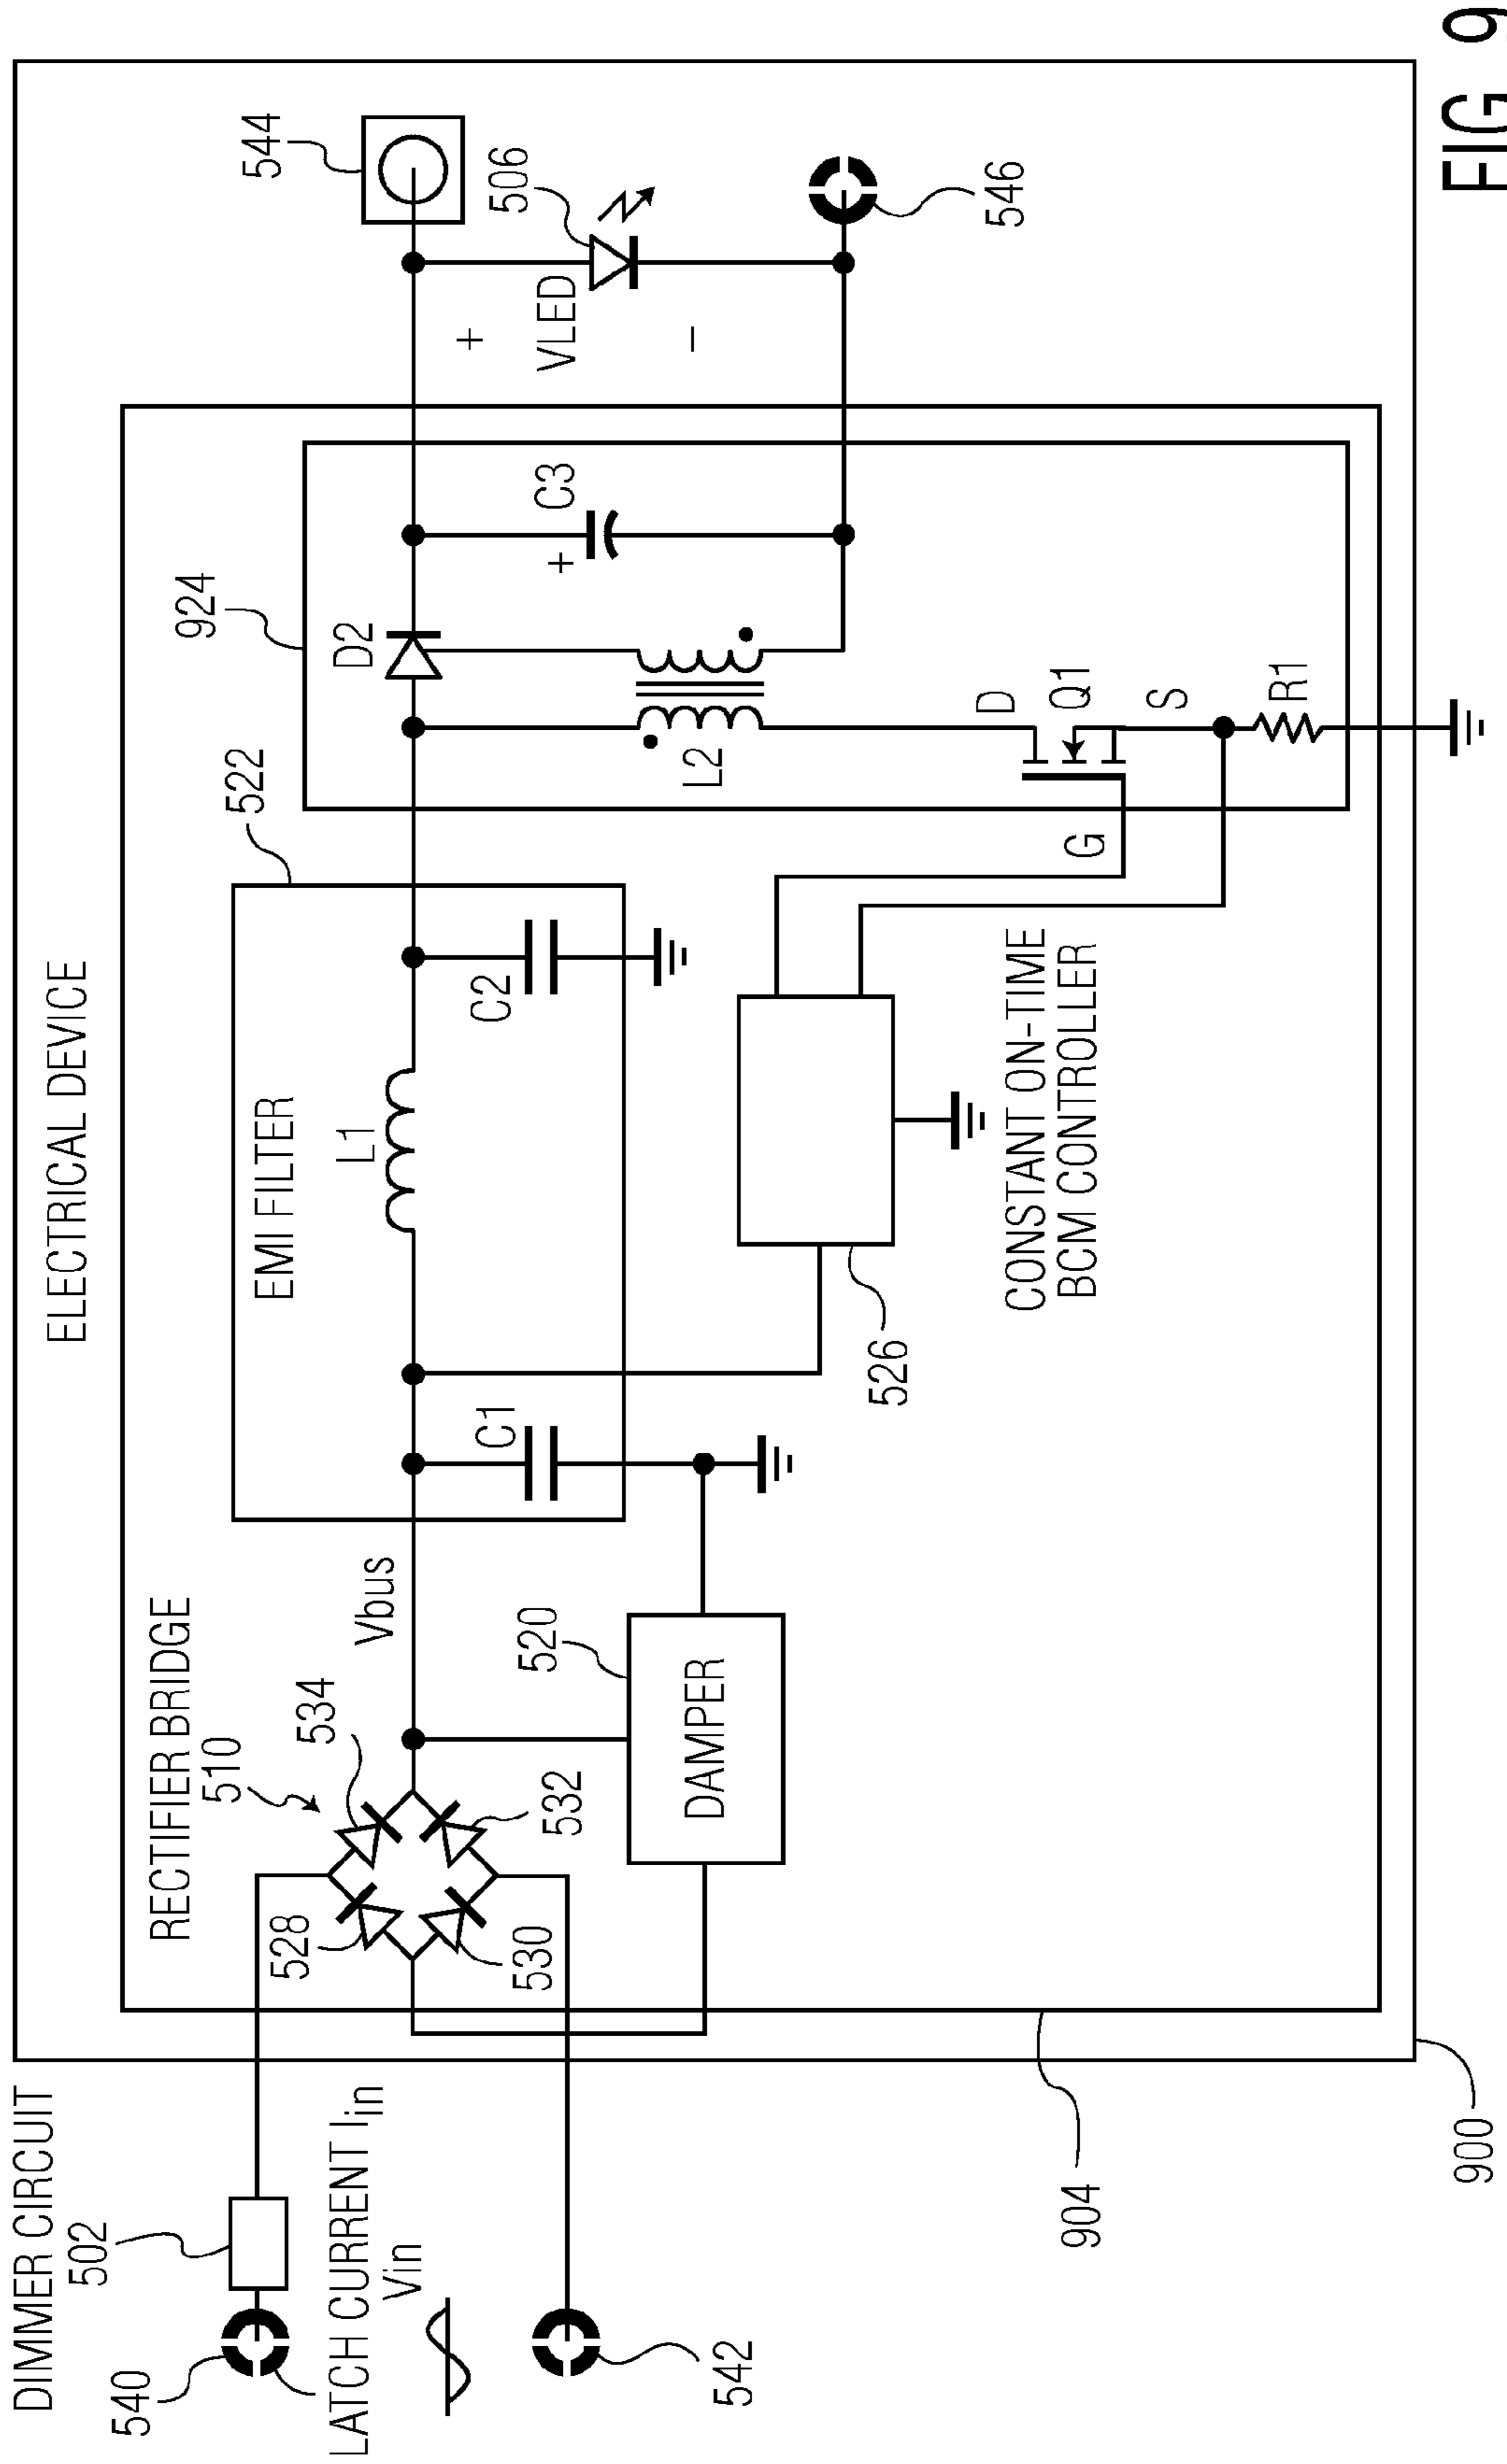 DIMMER CIRCUIT
502
540
LATCH CURRENT Iin
Vin
542
ELECTRICAL DEVICE
RECTIFIER BRIDGE
510
534
528
532
530
Vbus
520
DAMPER
EMI FILTER
522
L1
C1
C2
526
CONSTANT ON-TIME
BCM CONTROLLER
924
D2
C3
+
L2
D
G
Q1
S
R1
544
506
+
VLED
−
546
904
900
FIG. 9